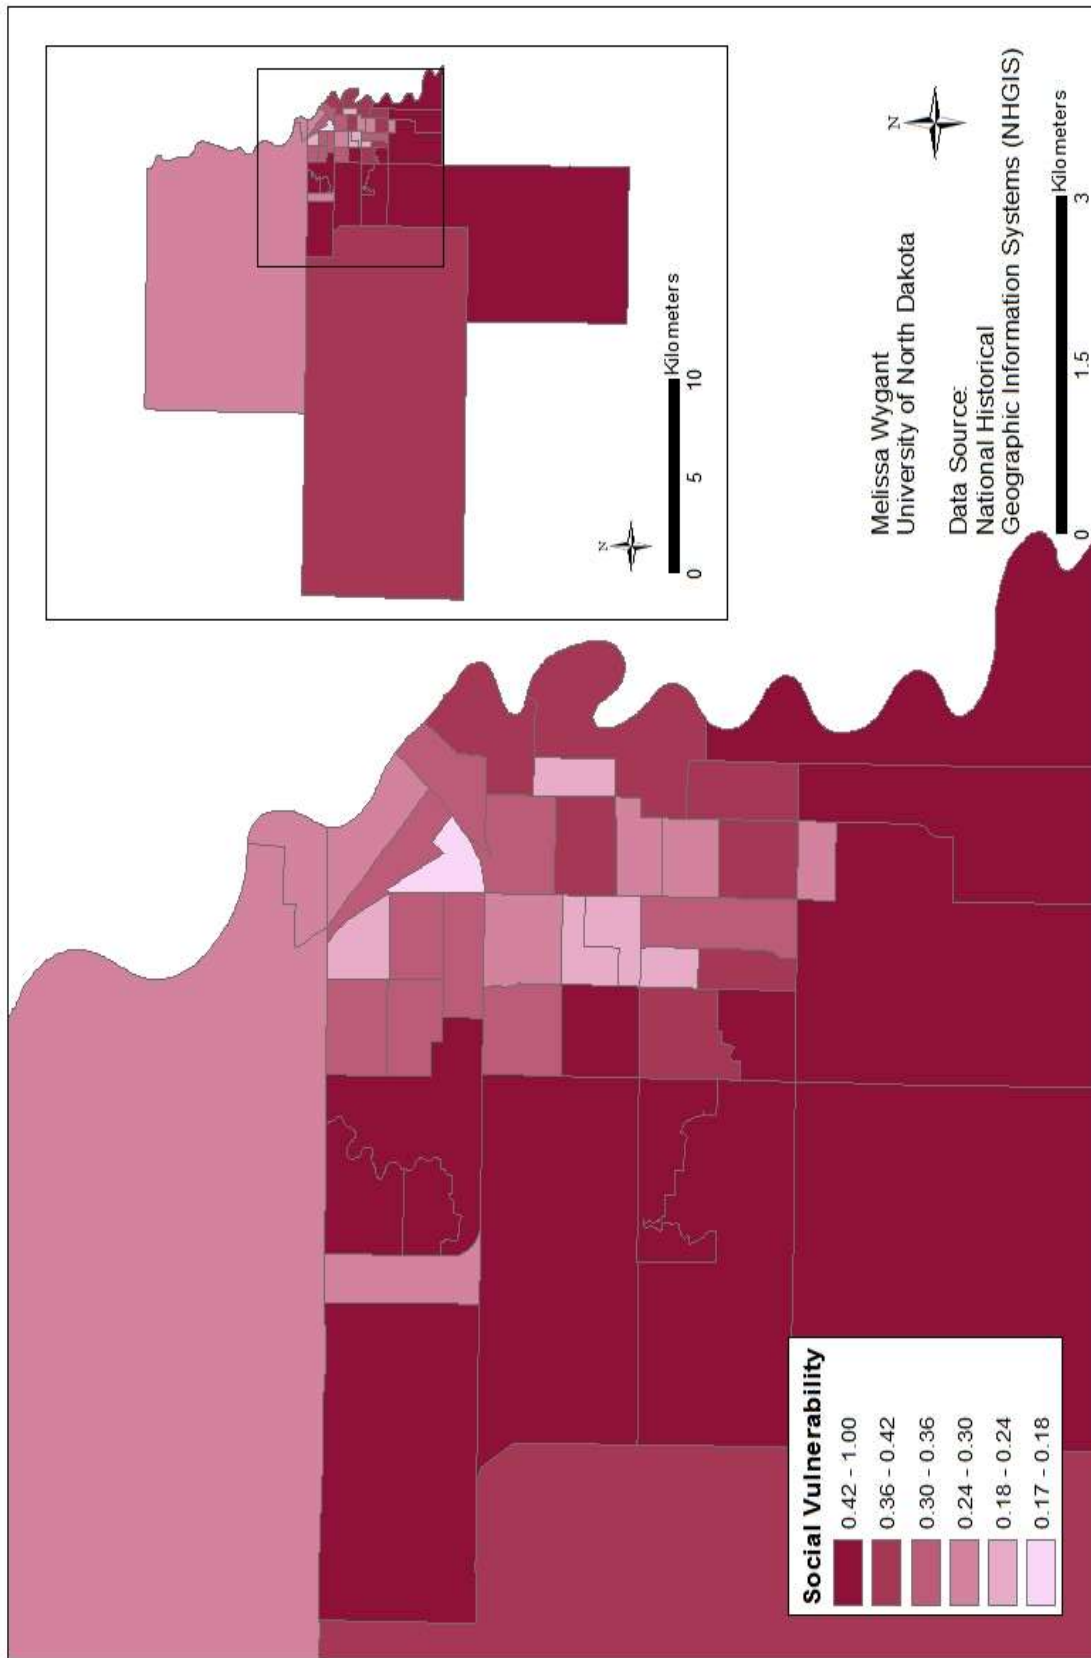 N
0
5
10
Kilometers
Melissa Wygant
University of North Dakota
Data Source:
National Historical
Geographic Information Systems (NHGIS)
N
0
1.5
3
Kilometers
Social Vulnerability
0.42 - 1.00
0.36 - 0.42
0.30 - 0.36
0.24 - 0.30
0.18 - 0.24
0.17 - 0.18